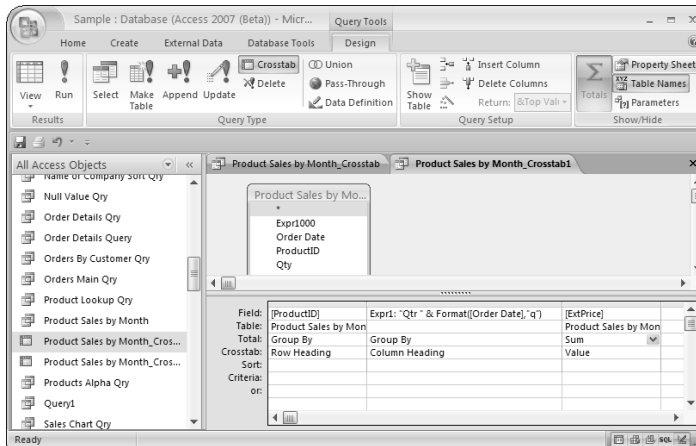 Sample : Database (Access 2007 (Beta)) - Micr... Query Tools
Home Create External Data Database Tools Design
View Run
Results
Select Make Table Append Update
Crosstab
Delete
Union
Pass-Through
Data Definition
Query Type
Show Table
Insert Column
Delete Columns
Return: &Top Val
Query Setup
Totals
Property Sheet
Table Names
Parameters
Show/Hide
All Access Objects
Name or Company Sort Qry
Null Value Qry
Order Details Qry
Order Details Query
Orders By Customer Qry
Orders Main Qry
Product Lookup Qry
Product Sales by Month
Product Sales by Month_Cros...
Product Sales by Month_Cros...
Products Alpha Qry
Query1
Sales Chart Qry
Product Sales by Month_Crosstab Product Sales by Month_Crosstab1
Product Sales by Mo...
*
Expr1000
Order Date
ProductID
Qty
Field: [ProductID] Expr1: "Qtr " & Format([Order Date],"q") [ExtPrice]
Table: Product Sales by Mon Product Sales by Mon
Total: Group By Group By Sum
Crosstab: Row Heading Column Heading Value
Sort:
Criteria:
or:
Ready SQL